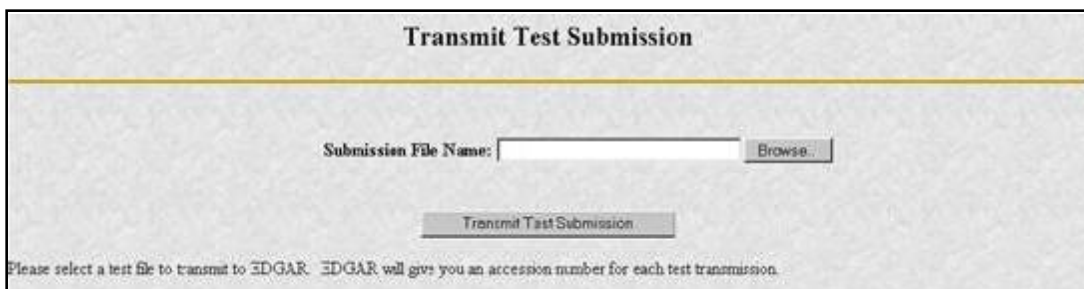 Transmit Test Submission
Submission File Name:
Browse..
Transmit Test Submission
Please select a test file to transmit to EDGAR. EDGAR will give you an accession number for each test transmission.